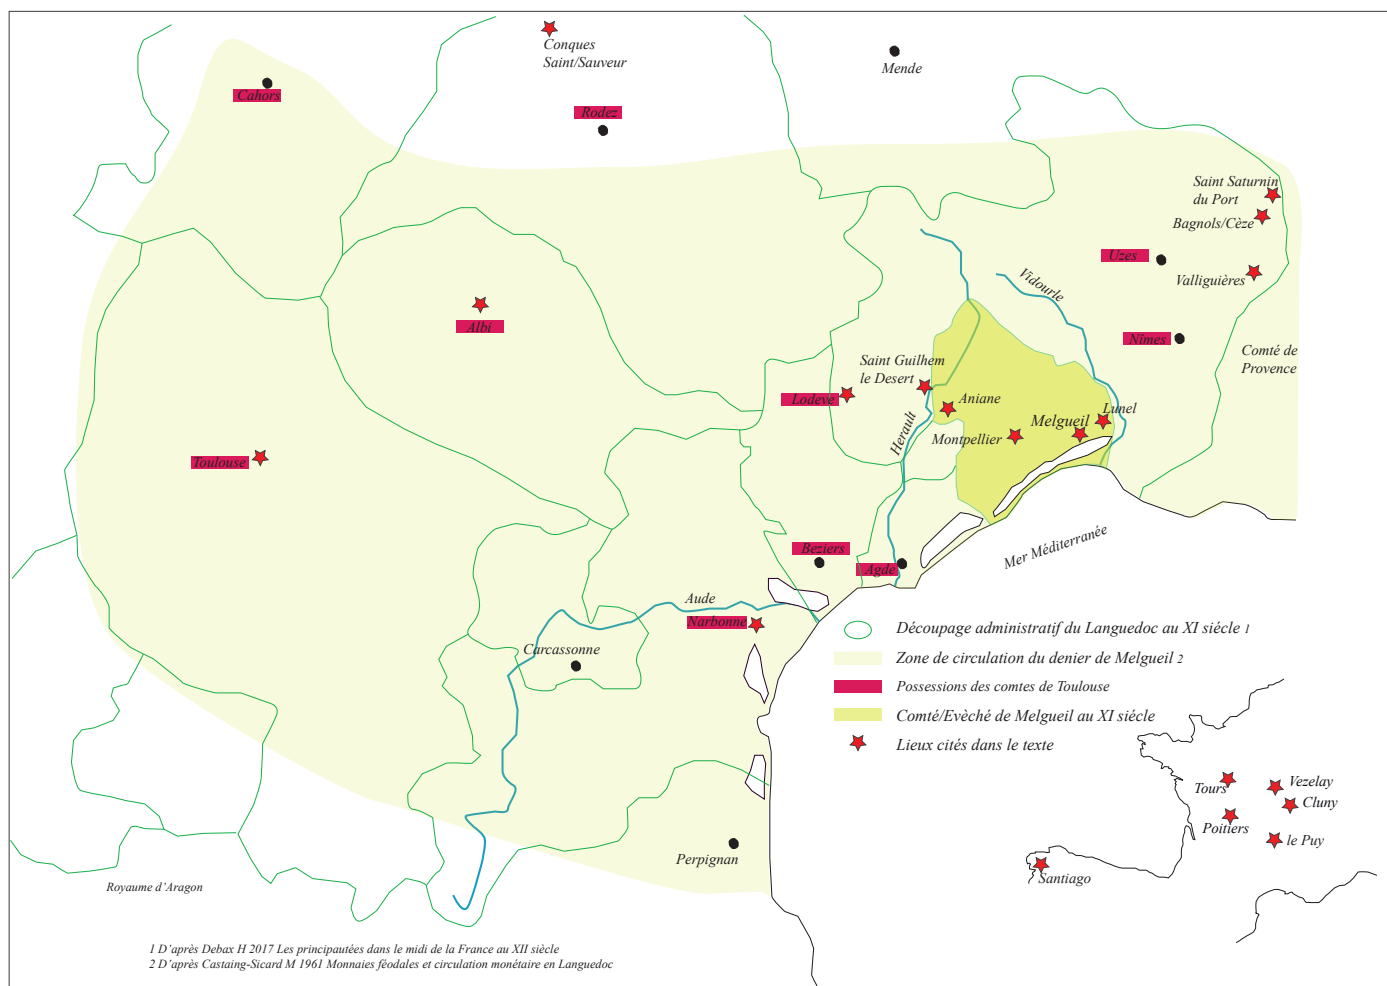 Conques
Saint/Sauveur
Mende
Cahors
Rodez
Saint Saturnin
du Port
Bagnols/Cèze
Uzes
Valliguières
Vidourle
Albi
Nimes
Comté de
Provence
Saint Guilhem
le Desert
Lodeve
Aniane
Lunel
Melgueil
Herault
Montpellier
Toulouse
Mer Méditerranée
Beziers
Agde
Aude
Narbonne
Carcassonne
Découpage administratif du Languedoc au XI siécle 1
Zone de circulation du denier de Melgueil 2
Possessions des comtes de Toulouse
Comté/Evèché de Melgueil au XI siécle
Lieux cités dans le texte
Tours
Vezelay
Cluny
Poitiers
le Puy
Santiago
Perpignan
Royaume d'Aragon
1 D'après Debax H 2017 Les principautées dans le midi de la France au XII siècle
2 D'après Castaing-Sicard M 1961 Monnaies féodales et circulation monétaire en Languedoc